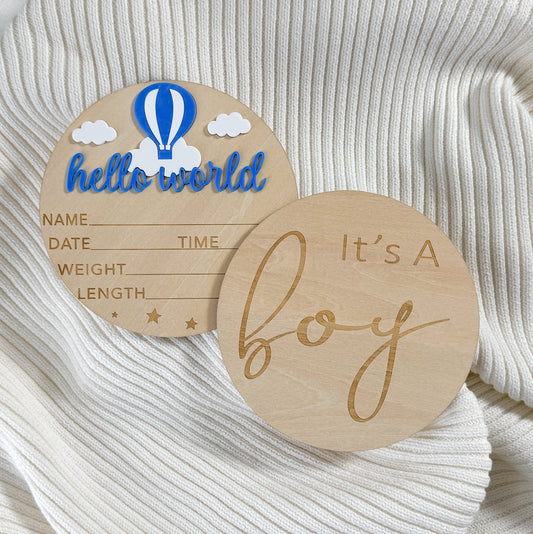 hello world
NAME
DATE TIME
WEIGHT
LENGTH
It's A
boy